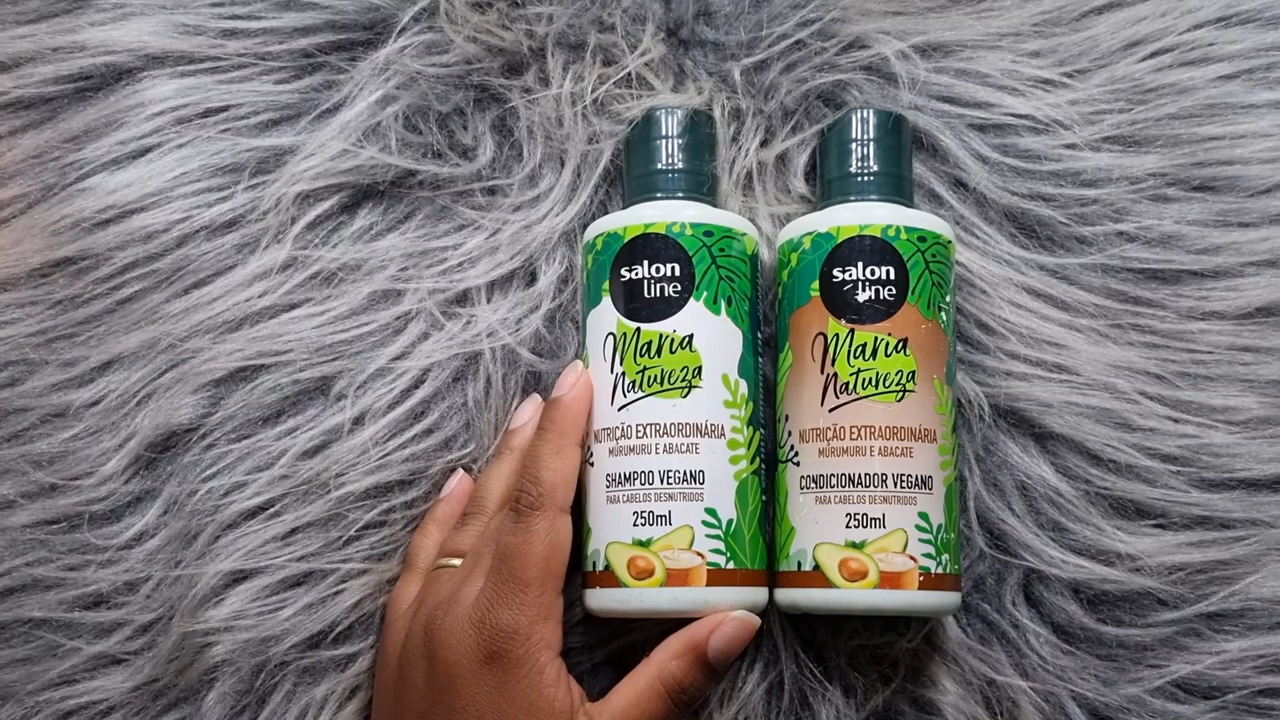 salon
line
Maria
Natureza
NUTRIÇÃO EXTRAORDINÁRIA
MURUMURU E ABACATE
SHAMPOO VEGANO
PARA CABELOS DESNUTRIDOS
250ml
salon
line
Maria
Natureza
NUTRIÇÃO EXTRAORDINÁRIA
MURUMURU E ABACATE
CONDICIONADOR VEGANO
PARA CABELOS DESNUTRIDOS
250ml